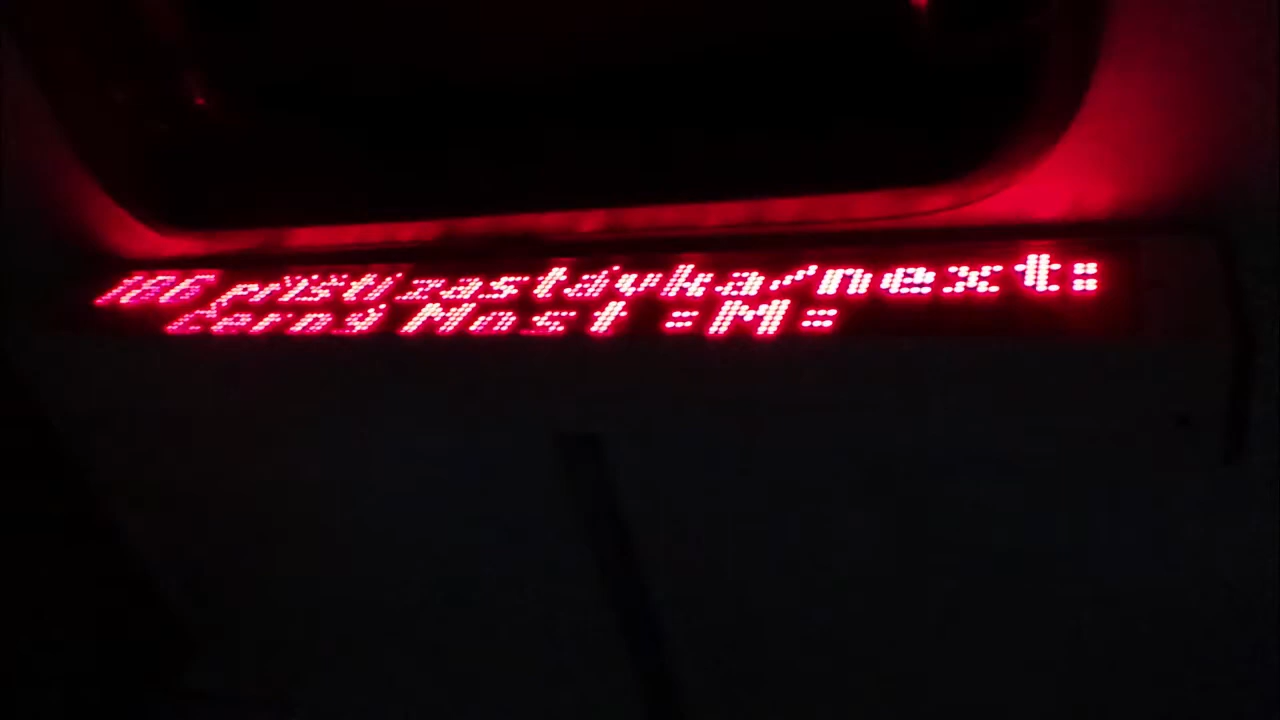 příští zastávka/next:
Černý Most =M=